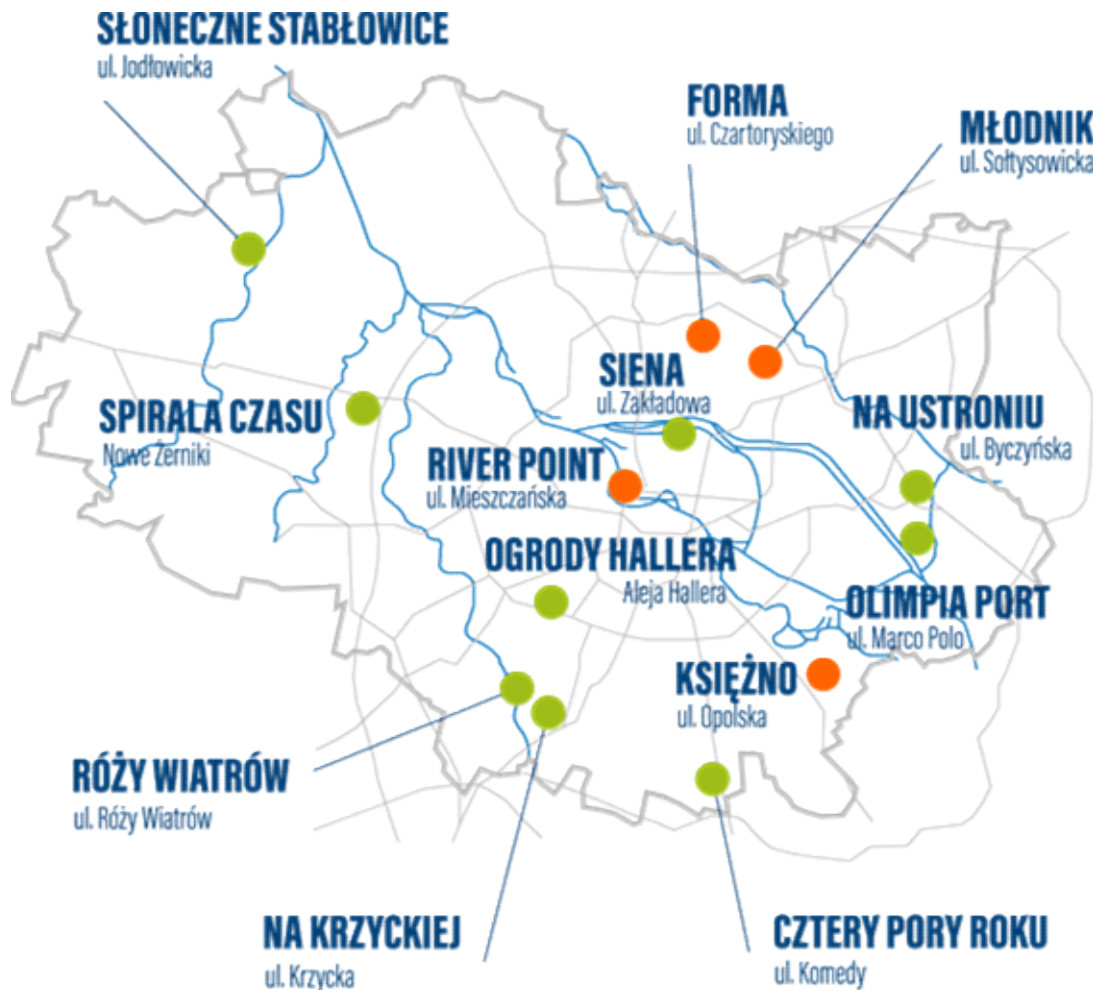 SŁONECZNE STABŁOWICE
ul. Jodłowicka
FORMA
ul. Czartoryskiego
MŁODNIK
ul. Sołtysowicka
SIENA
ul. Zakładowa
SPIRALA CZASU
Nowe Żerniki
NA USTRONIU
ul. Byczyńska
RIVER POINT
ul. Mieszczańska
OGRODY HALLERA
Aleja Hallera
OLIMPIA PORT
ul. Marco Polo
KSIĘŻNO
ul. Opolska
RÓŻY WIATRÓW
ul. Róży Wiatrów
NA KRZYCKIEJ
ul. Krzycka
CZTERY PORY ROKU
ul. Komedy